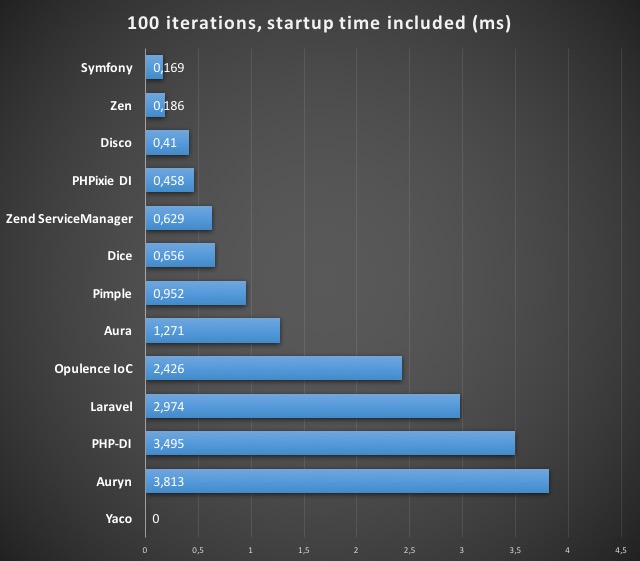 100 iterations, startup time included (ms)
Symfony 0,169
Zen 0,186
Disco 0,41
PHPixie DI 0,458
Zend ServiceManager 0,629
Dice 0,656
Pimple 0,952
Aura 1,271
Opulence IoC 2,426
Laravel 2,974
PHP-DI 3,495
Auryn 3,813
Yaco 0
0 0,5 1 1,5 2 2,5 3 3,5 4 4,5